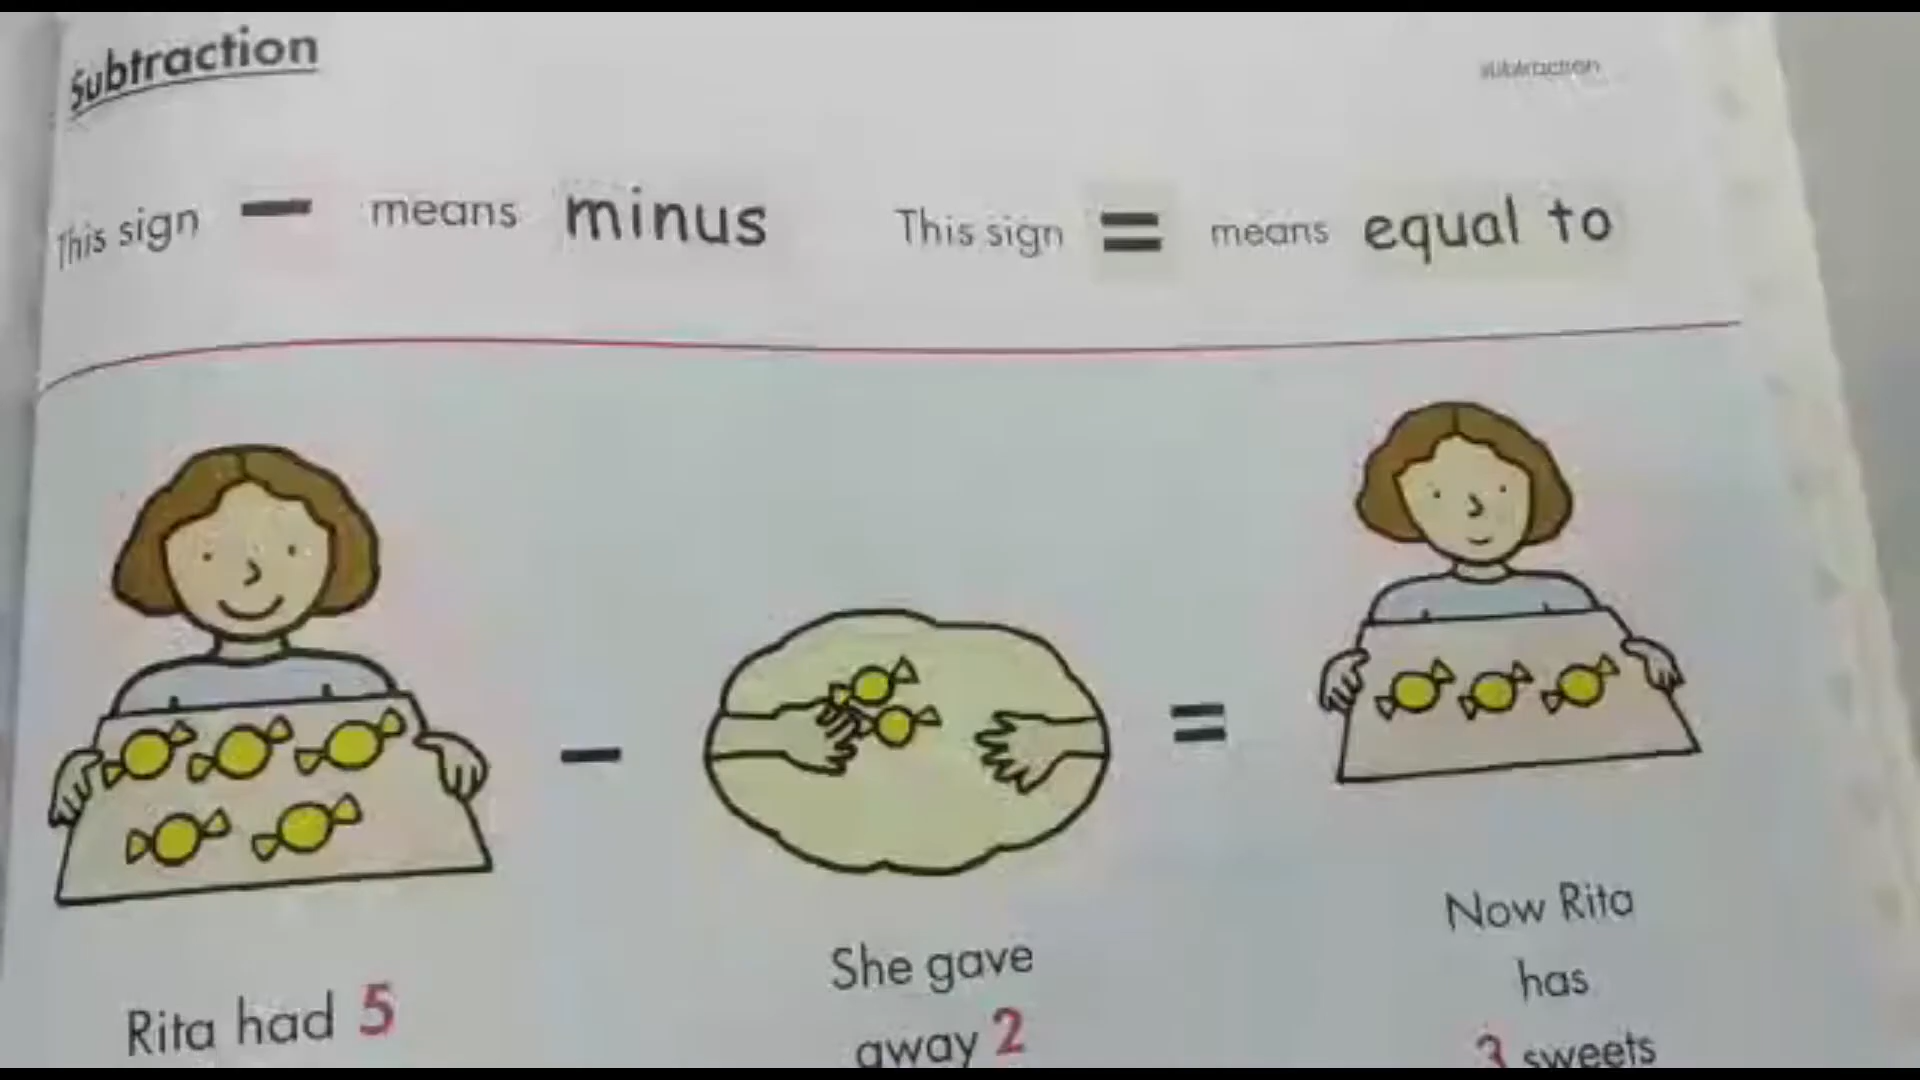 Subtraction
subtraction
This sign − means minus
This sign = means equal to
− =
Rita had 5
She gave
away 2
Now Rita
has
3 sweets